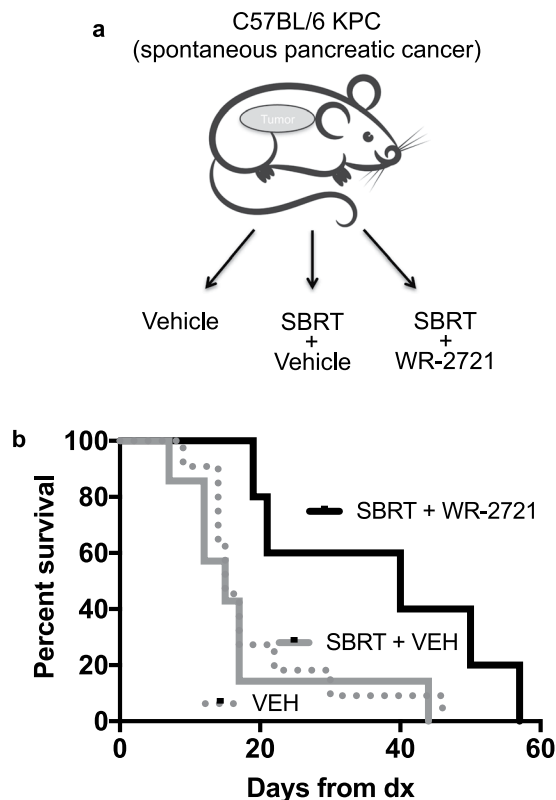 a
C57BL/6 KPC
(spontaneous pancreatic cancer)
Tumor
Vehicle
SBRT
+
Vehicle
SBRT
+
WR-2721
b
Percent survival
100
80
60
40
20
0
SBRT + WR-2721
SBRT + VEH
VEH
0 20 40 60
Days from dx